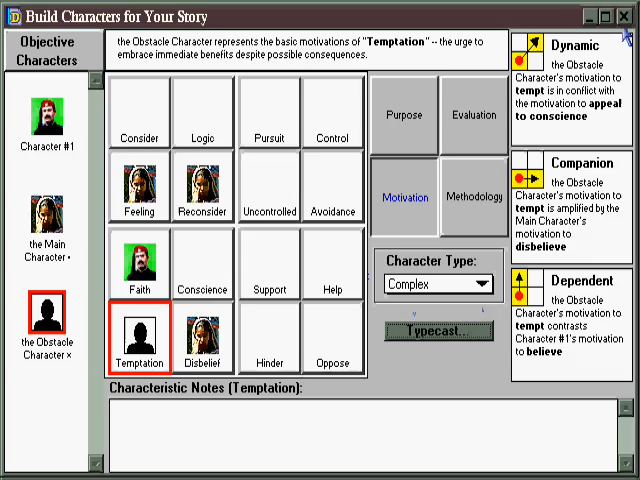 Build Characters for Your Story
Objective
Characters
the Obstacle Character represents the basic motivations of "Temptation" -- the urge to
embrace immediate benefits despite possible consequences.
Character #1
the Main
Character •
the Obstacle
Character ×
Consider
Logic
Pursuit
Control
Feeling
Reconsider
Uncontrolled
Avoidance
Faith
Conscience
Support
Help
Temptation
Disbelief
Hinder
Oppose
Purpose
Evaluation
Motivation
Methodology
Character Type:
Complex
Typecast...
Dynamic
the Obstacle
Character's motivation to
tempt is in conflict with
the motivation to appeal
to conscience
Companion
the Obstacle
Character's motivation to
tempt is amplified by the
Main Character's
motivation to
disbelieve
Dependent
the Obstacle
Character's motivation to
tempt contrasts
Character #1's motivation
to believe
Characteristic Notes (Temptation):